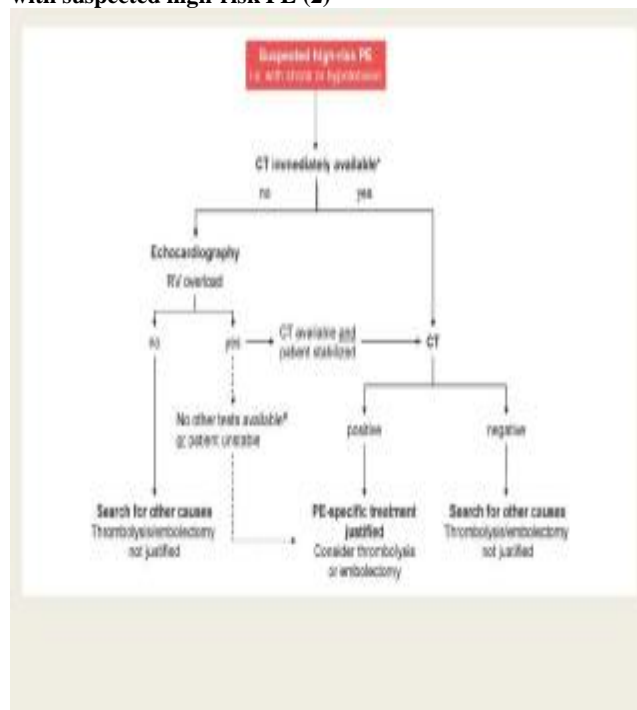 with suspected high-risk PE (2)
Suspected high-risk PE
i.e. with shock or hypotension
CT immediately available*
no yes
Echocardiography
RV overload
no yes CT available and
patient stabilized CT
No other tests available#
or patient unstable
positive negative
Search for other causes
Thrombolysis/embolectomy
not justified
PE-specific treatment
justified
Consider thrombolysis
or embolectomy
Search for other causes
Thrombolysis/embolectomy
not justified